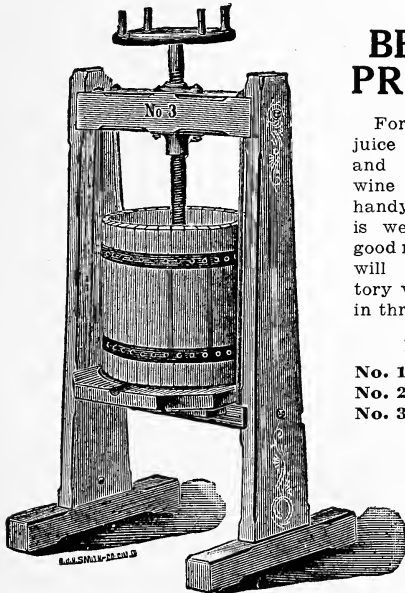 No 3
BE
PR
For
juice
and
wine
handy
is we
good r
will
tory v
in thr
No. 1
No. 2
No. 3